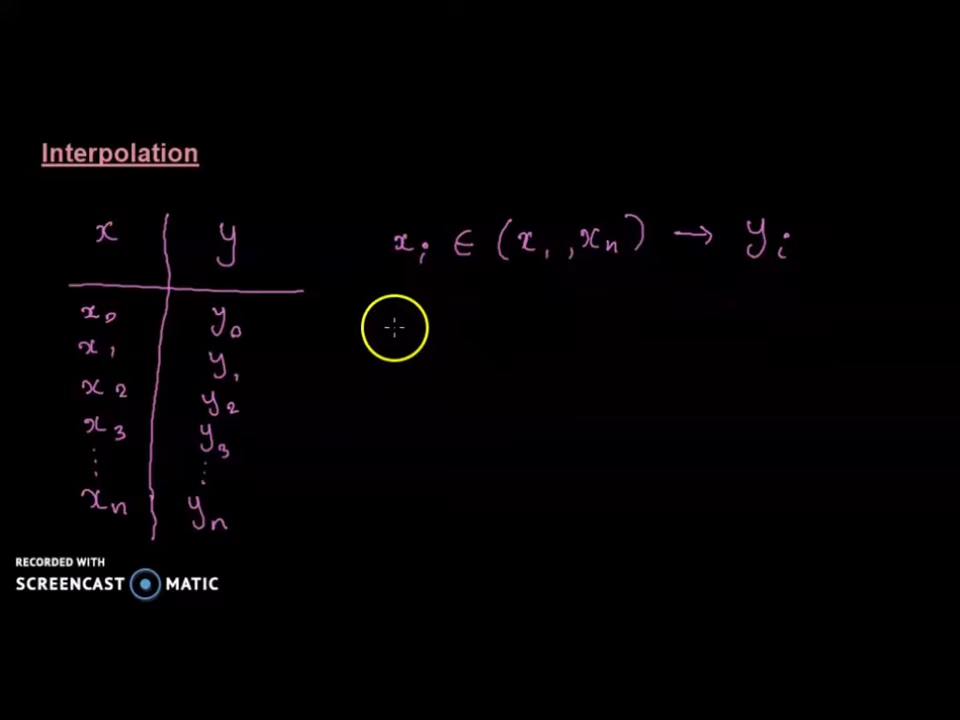 Interpolation
x y
xᵢ ∈ (x₁, xₙ) → yᵢ
x₀ y₀
x₁ y₁
x₂ y₂
x₃ y₃
⋮ ⋮
xₙ yₙ
RECORDED WITH
SCREENCAST MATIC